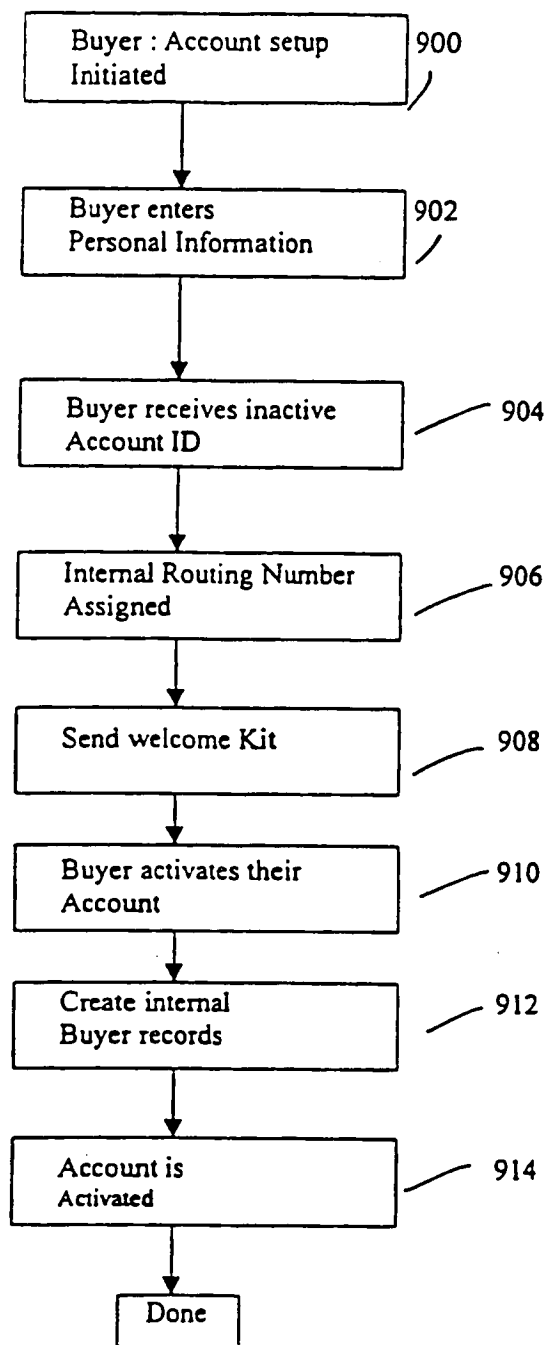 Buyer : Account setup
Initiated
900
Buyer enters
Personal Information
902
Buyer receives inactive
Account ID
904
Internal Routing Number
Assigned
906
Send welcome Kit
908
Buyer activates their
Account
910
Create internal
Buyer records
912
Account is
Activated
914
Done